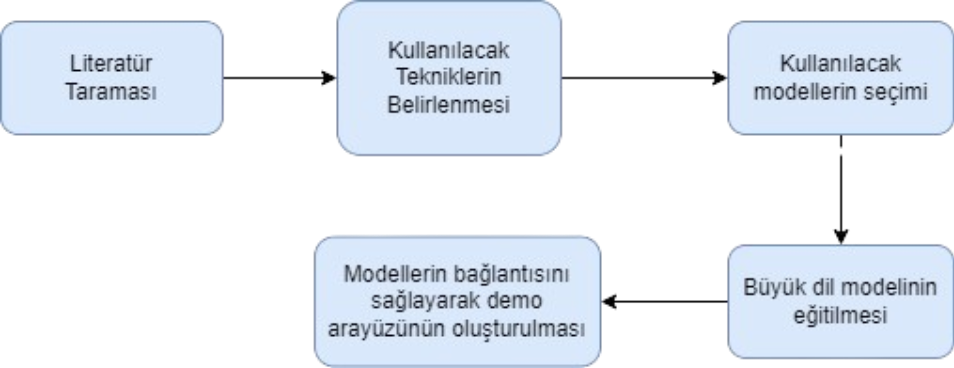 Literatür
Taraması
Kullanılacak
Tekniklerin
Belirlenmesi
Kullanılacak
modellerin seçimi
Büyük dil modelinin
eğitilmesi
Modellerin bağlantısını
sağlayarak demo
arayüzünün oluşturulması